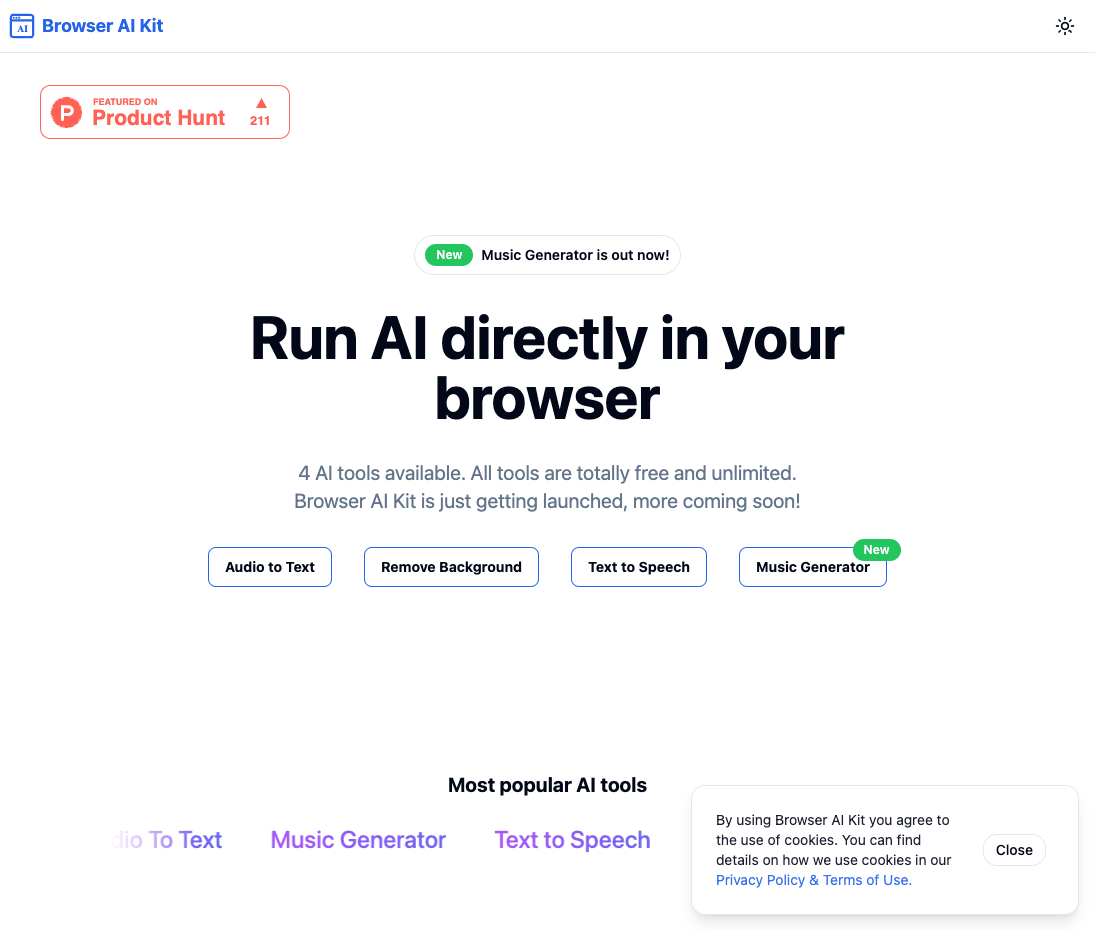 AI Browser AI Kit
P FEATURED ON
Product Hunt
211
New Music Generator is out now!
Run AI directly in your
browser
4 AI tools available. All tools are totally free and unlimited.
Browser AI Kit is just getting launched, more coming soon!
New
Audio to Text Remove Background Text to Speech Music Generator
Most popular AI tools
dio To Text Music Generator Text to Speech
By using Browser AI Kit you agree to
the use of cookies. You can find
details on how we use cookies in our
Privacy Policy & Terms of Use.
Close